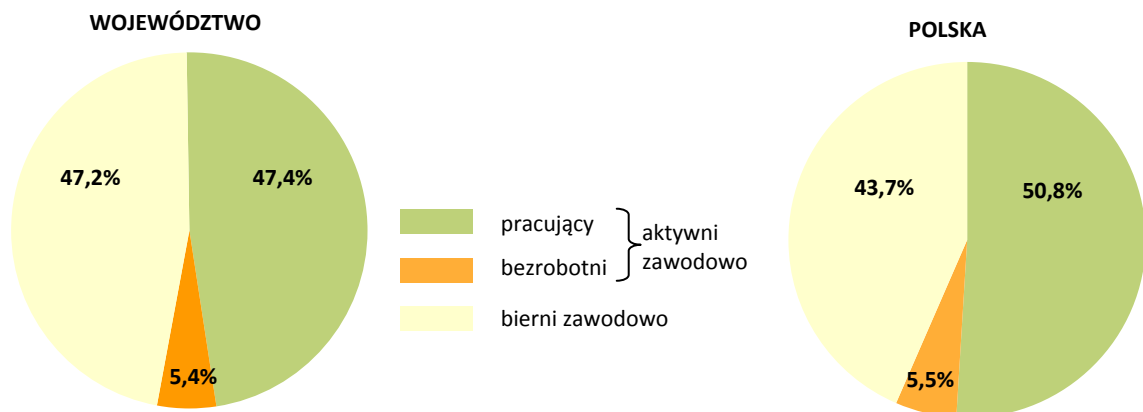 WOJEWÓDZTWO
47,2%
47,4%
5,4%
pracujący
bezrobotni
aktywni
zawodowo
bierni zawodowo
POLSKA
43,7%
50,8%
5,5%